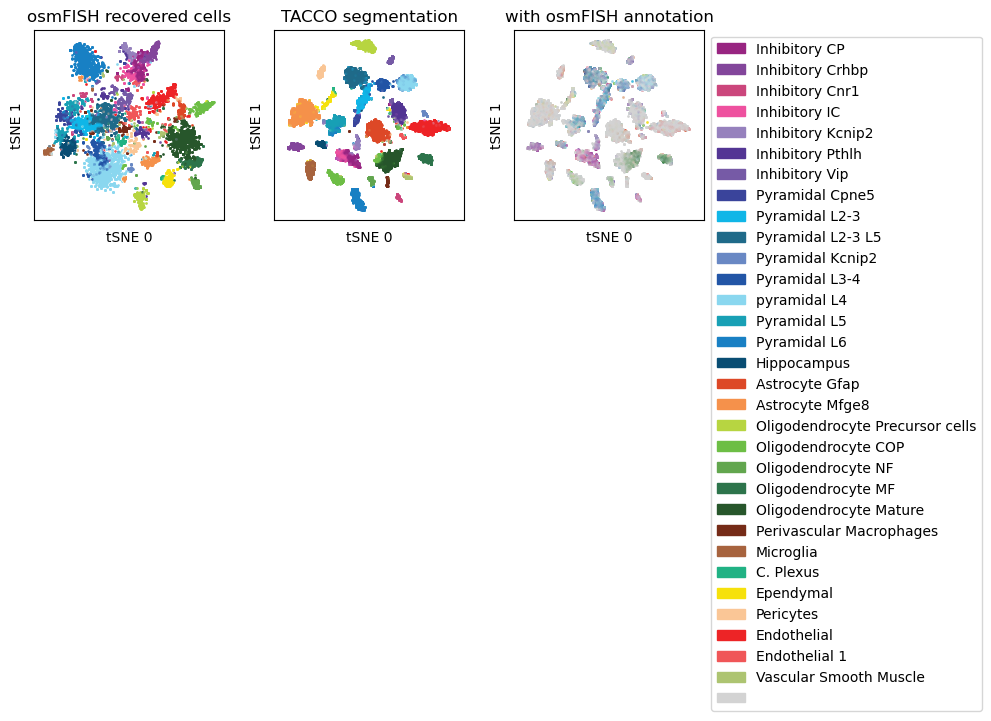 osmFISH recovered cells
TACCO segmentation
with osmFISH annotation
tSNE 1
tSNE 0
tSNE 1
tSNE 0
tSNE 1
tSNE 0
Inhibitory CP
Inhibitory Crhbp
Inhibitory Cnr1
Inhibitory IC
Inhibitory Kcnip2
Inhibitory Pthlh
Inhibitory Vip
Pyramidal Cpne5
Pyramidal L2-3
Pyramidal L2-3 L5
Pyramidal Kcnip2
Pyramidal L3-4
pyramidal L4
Pyramidal L5
Pyramidal L6
Hippocampus
Astrocyte Gfap
Astrocyte Mfge8
Oligodendrocyte Precursor cells
Oligodendrocyte COP
Oligodendrocyte NF
Oligodendrocyte MF
Oligodendrocyte Mature
Perivascular Macrophages
Microglia
C. Plexus
Ependymal
Pericytes
Endothelial
Endothelial 1
Vascular Smooth Muscle